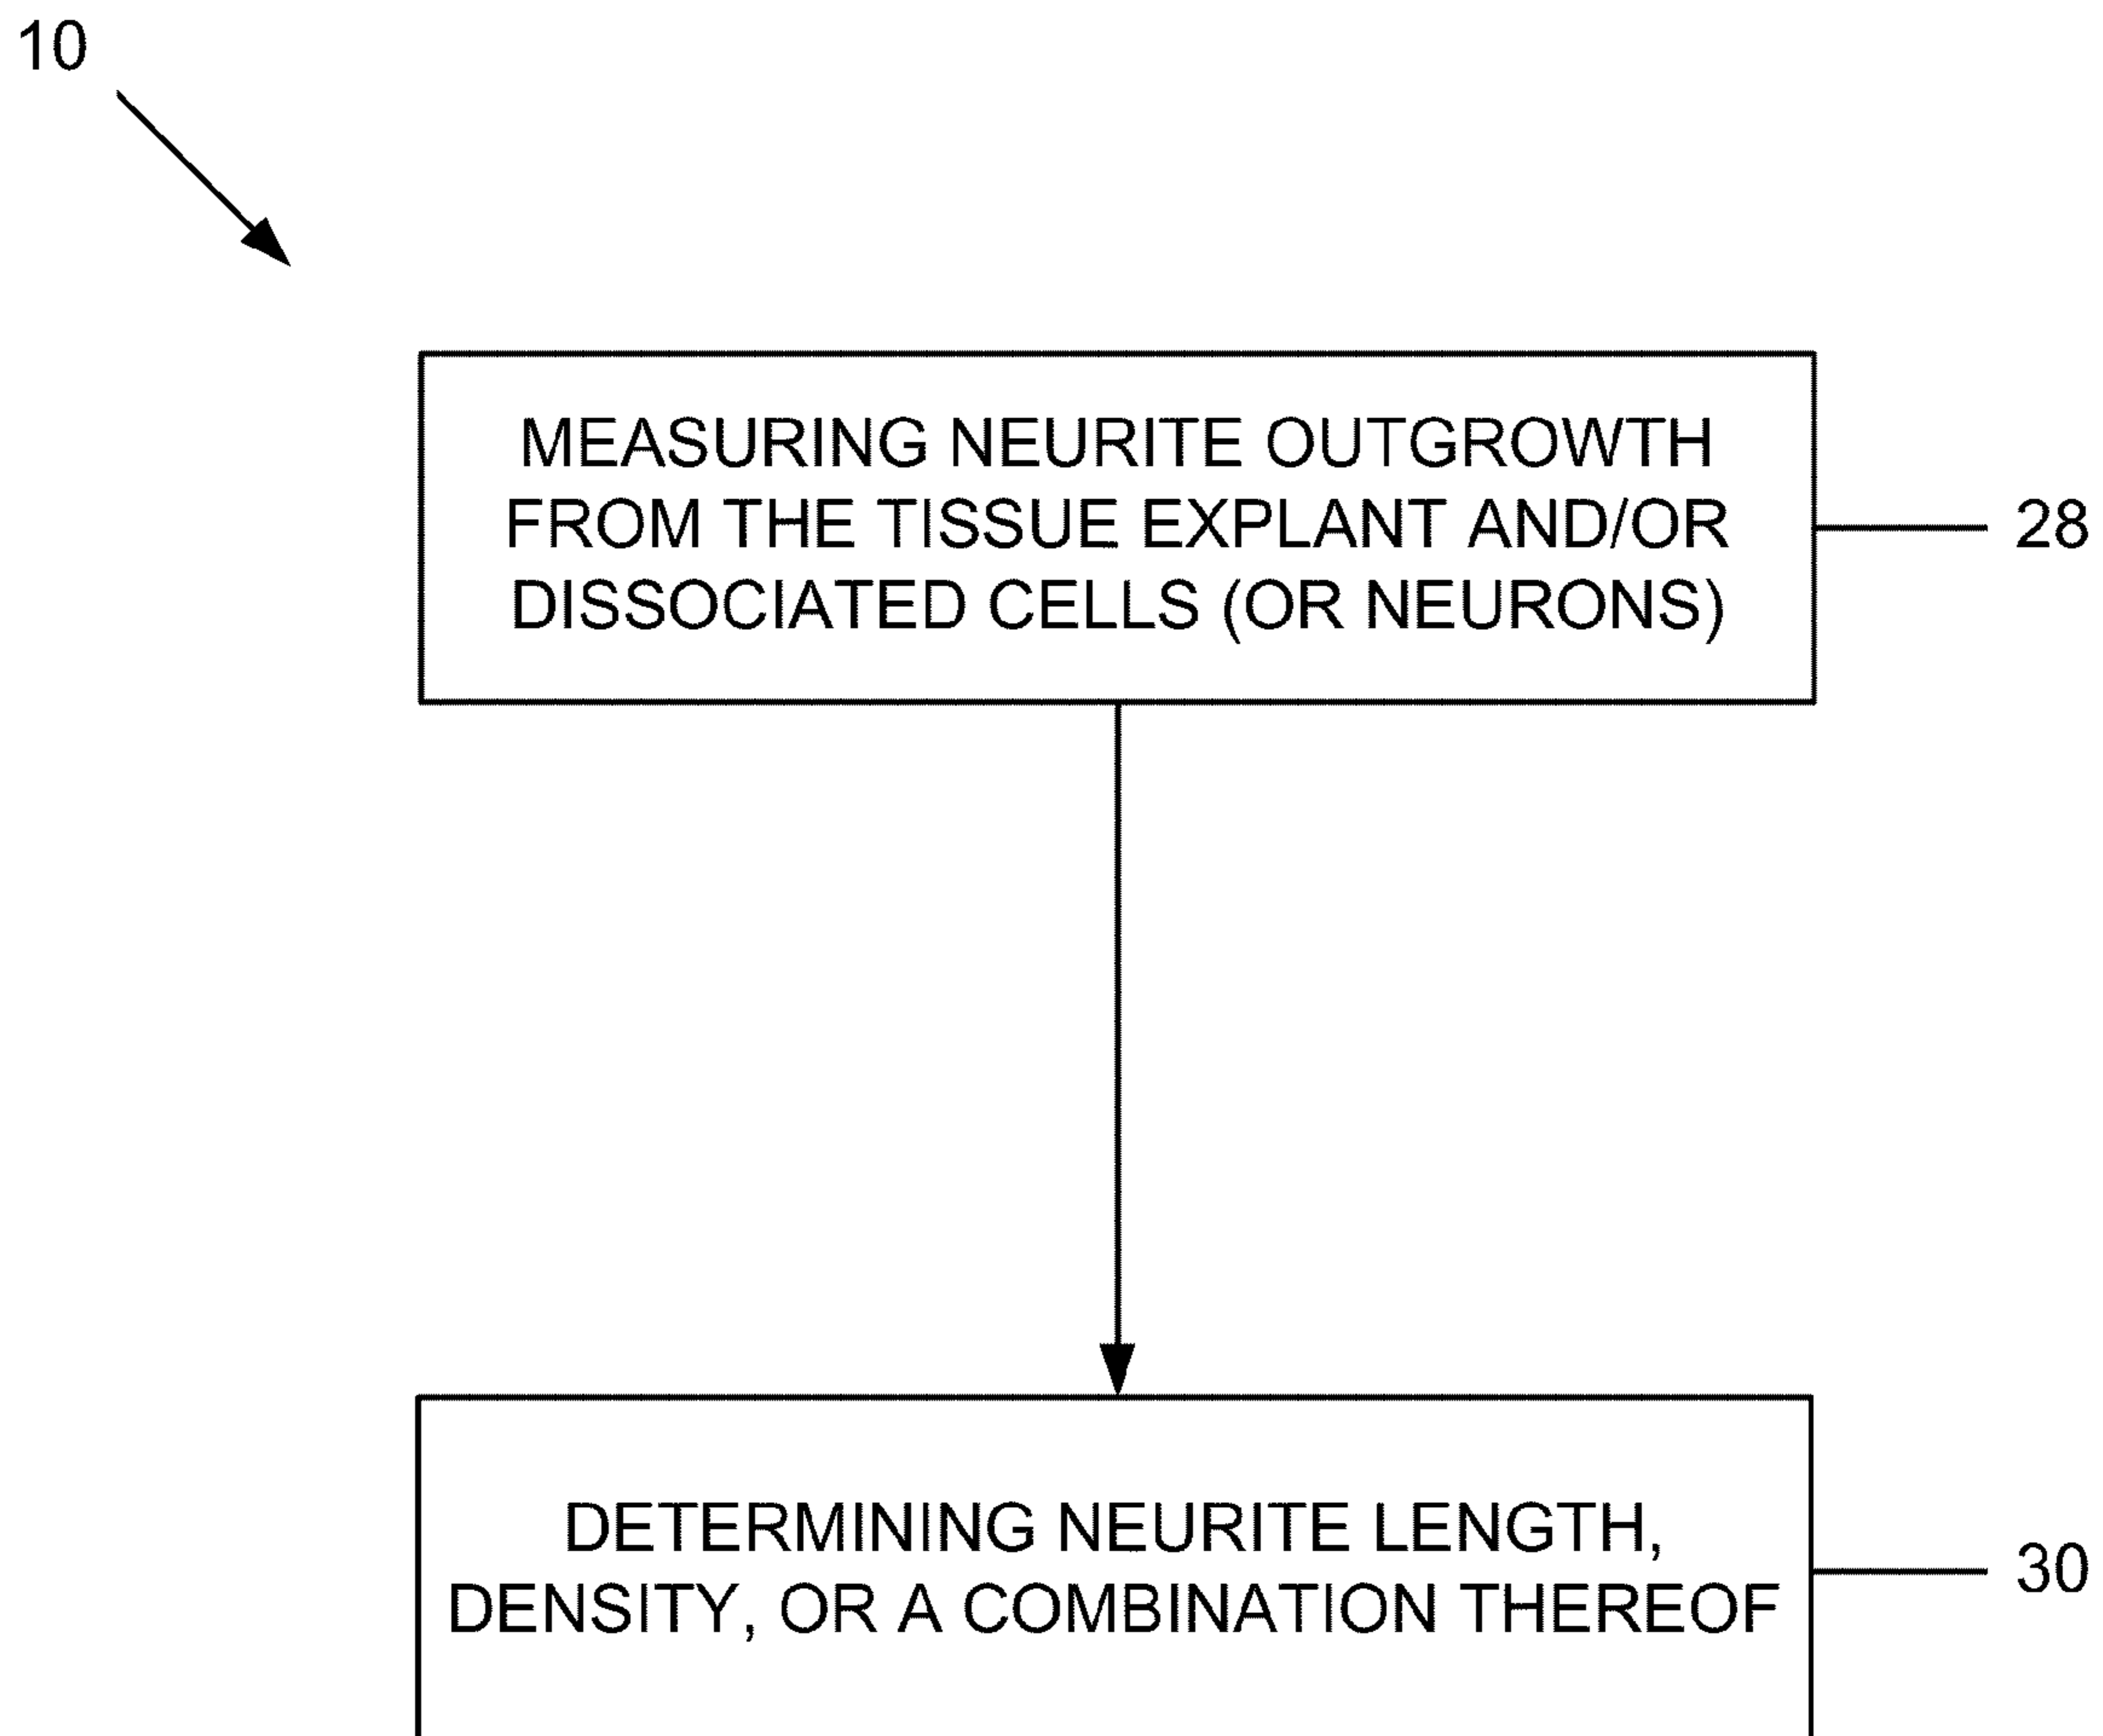 10
MEASURING NEURITE OUTGROWTH
FROM THE TISSUE EXPLANT AND/OR
DISSOCIATED CELLS (OR NEURONS)
28
DETERMINING NEURITE LENGTH,
DENSITY, OR A COMBINATION THEREOF
30